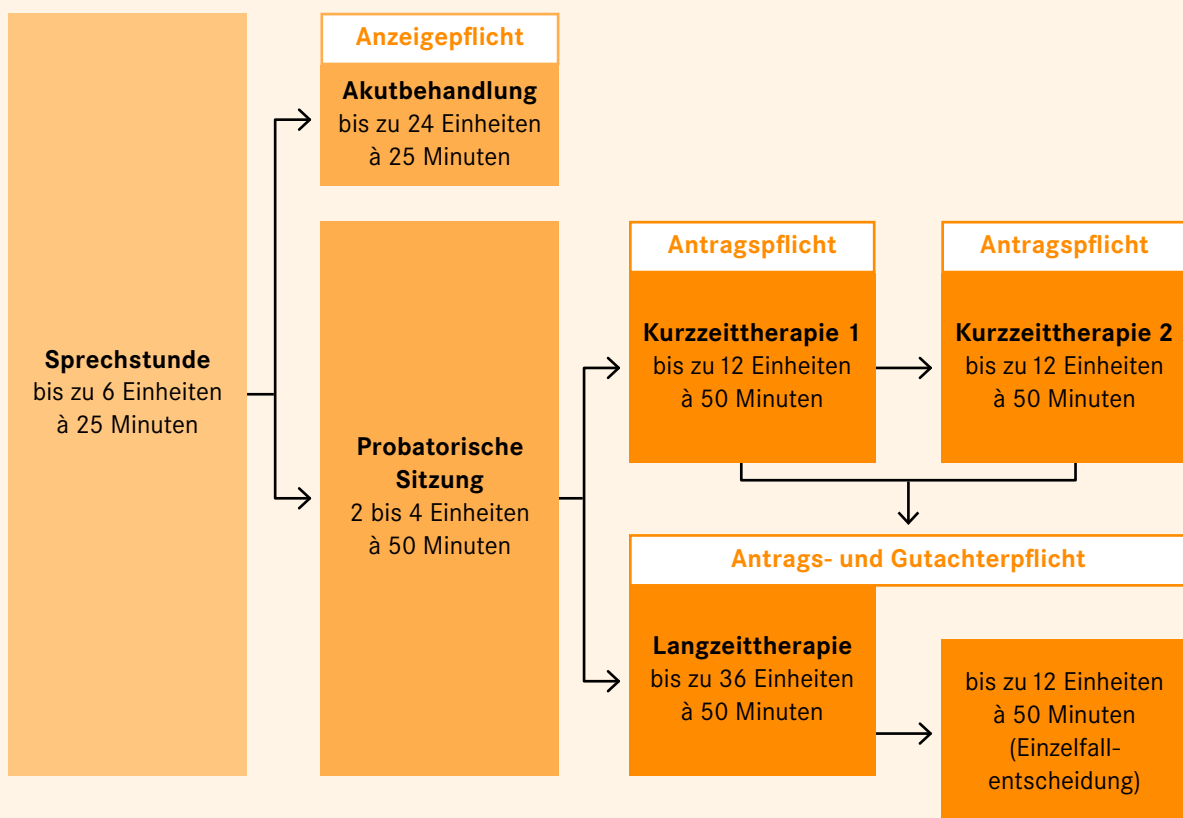 Sprechstunde
bis zu 6 Einheiten
à 25 Minuten
Anzeigepflicht
Akutbehandlung
bis zu 24 Einheiten
à 25 Minuten
Probatorische
Sitzung
2 bis 4 Einheiten
à 50 Minuten
Antragspflicht
Kurzzeittherapie 1
bis zu 12 Einheiten
à 50 Minuten
Antragspflicht
Kurzzeittherapie 2
bis zu 12 Einheiten
à 50 Minuten
Antrags- und Gutachterpflicht
Langzeittherapie
bis zu 36 Einheiten
à 50 Minuten
bis zu 12 Einheiten
à 50 Minuten
(Einzelfall-
entscheidung)